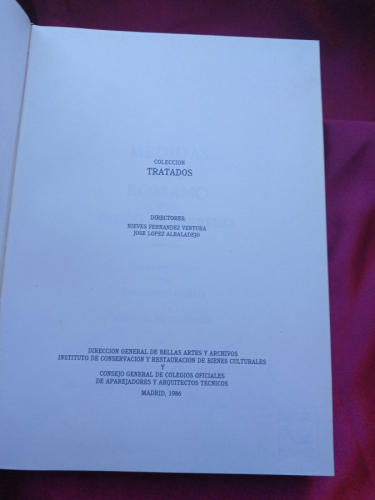 COLECCION
TRATADOS
DIRECTORES:
NIEVES FERNANDEZ VENTURA
JOSE LOPEZ ALBALADEJO
DIRECCION GENERAL DE BELLAS ARTES Y ARCHIVOS
INSTITUTO DE CONSERVACION Y RESTAURACION DE BIENES CULTURALES
Y
CONSEJO GENERAL DE COLEGIOS OFICIALES
DE APAREJADORES Y ARQUITECTOS TECNICOS
MADRID, 1986